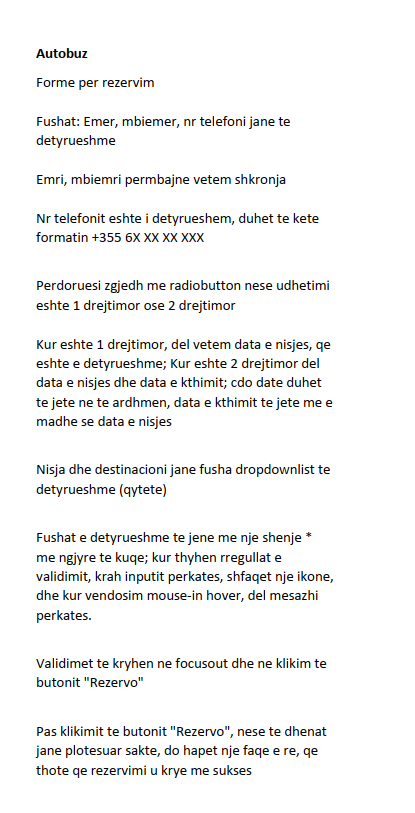 Autobuz
Forme per rezervim
Fushat: Emer, mbiemer, nr telefoni jane te
detyrueshme
Emri, mbiemri permbajne vetem shkronja
Nr telefonit eshte i detyrueshem, duhet te kete
formatin +355 6X XX XX XXX
Perdoruesi zgjedh me radiobutton nese udhetimi
eshte 1 drejtimor ose 2 drejtimor
Kur eshte 1 drejtimor, del vetem data e nisjes, qe
eshte e detyrueshme; Kur eshte 2 drejtimor del
data e nisjes dhe data e kthimit; cdo date duhet
te jete ne te ardhmen, data e kthimit te jete me e
madhe se data e nisjes
Nisja dhe destinacioni jane fusha dropdownlist te
detyrueshme (qytete)
Fushat e detyrueshme te jene me nje shenje *
me ngjyre te kuqe; kur thyhen rregullat e
validimit, krah inputit perkates, shfaqet nje ikone,
dhe kur vendosim mouse-in hover, del mesazhi
perkates.
Validimet te kryhen ne focusout dhe ne klikim te
butonit "Rezervo"
Pas klikimit te butonit "Rezervo", nese te dhenat
jane plotesuar sakte, do hapet nje faqe e re, qe
thote qe rezervimi u krye me sukses